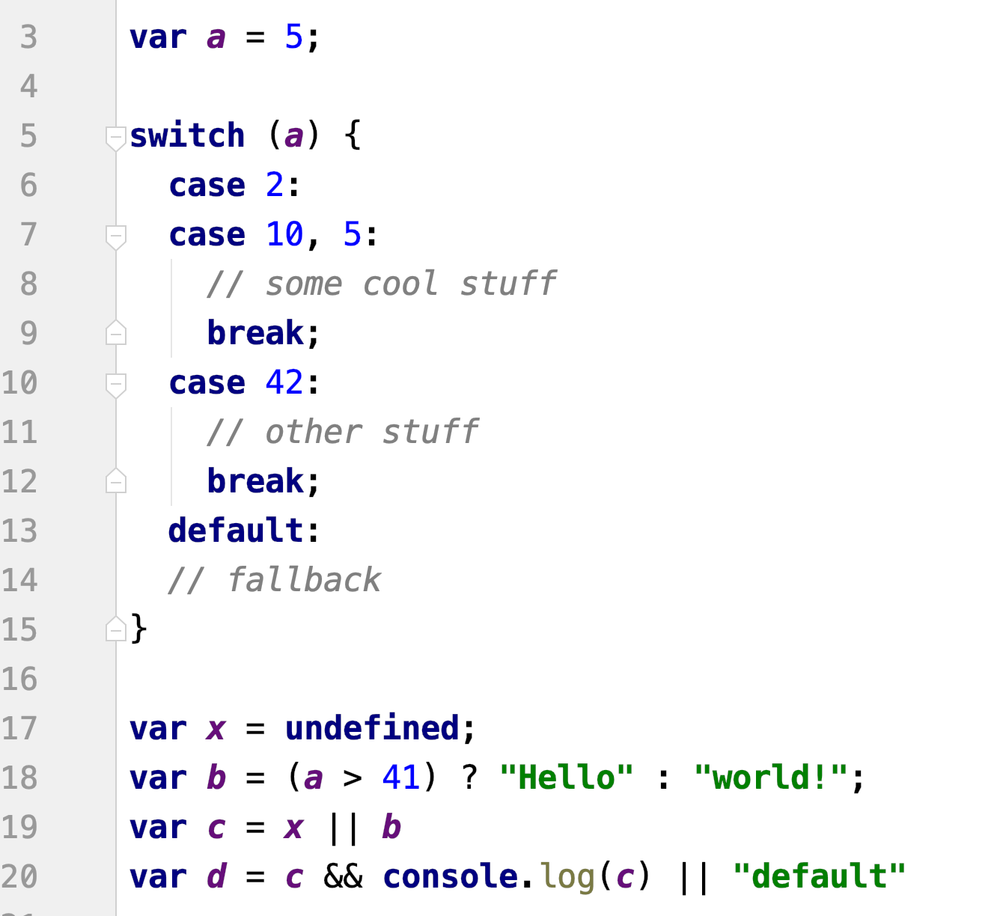 3 var a = 5;
4
5 switch (a) {
6 case 2:
7 case 10, 5:
8 // some cool stuff
9 break;
10 case 42:
11 // other stuff
12 break;
13 default:
14 // fallback
15 }
16
17 var x = undefined;
18 var b = (a > 41) ? "Hello" : "world!";
19 var c = x || b
20 var d = c && console.log(c) || "default"